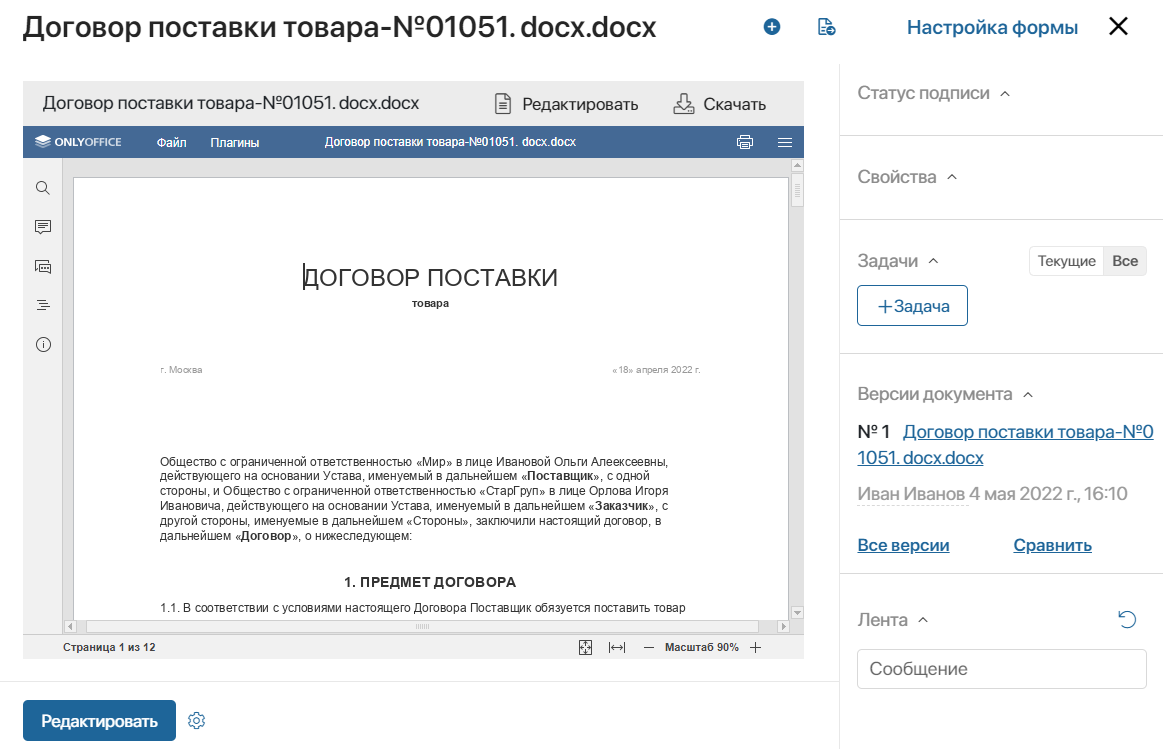 Договор поставки товара-№01051. docx.docx
Настройка формы
Договор поставки товара-№01051. docx.docx
Редактировать
Скачать
ONLYOFFICE
Файл
Плагины
Договор поставки товара-№01051. docx.docx
ДОГОВОР ПОСТАВКИ
товара
г. Москва
«18» апреля 2022 г.
Общество с ограниченной ответственностью «Мир» в лице Ивановой Ольги Алеексеевны,
действующего на основании Устава, именуемый в дальнейшем «Поставщик», с одной
стороны, и Общество с ограниченной ответственностью «СтарГруп» в лице Орлова Игоря
Ивановича, действующего на основании Устава, именуемый в дальнейшем «Заказчик», с
другой стороны, именуемые в дальнейшем «Стороны», заключили настоящий договор, в
дальнейшем «Договор», о нижеследующем:
1. ПРЕДМЕТ ДОГОВОРА
1.1. В соответствии с условиями настоящего Договора Поставщик обязуется поставить товар
Страница 1 из 12
Масштаб 90%
Редактировать
Статус подписи
Свойства
Задачи
Текущие
Все
+Задача
Версии документа
№ 1 Договор поставки товара-№0
1051. docx.docx
Иван Иванов 4 мая 2022 г., 16:10
Все версии
Сравнить
Лента
Сообщение